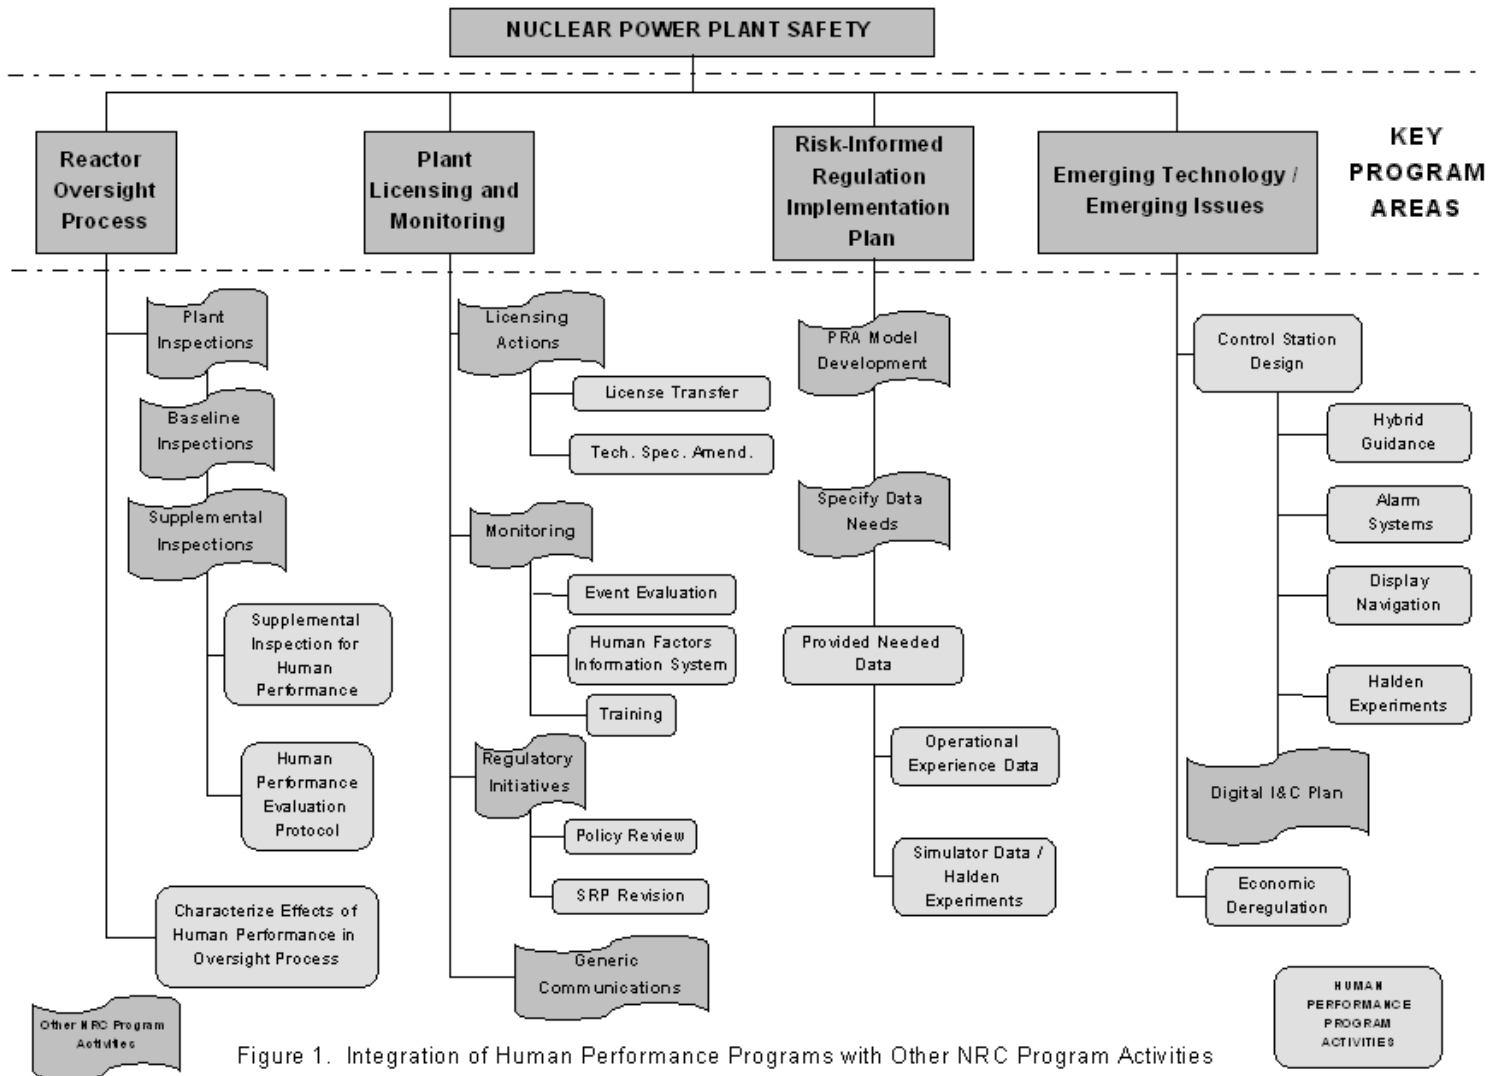 NUCLEAR POWER PLANT SAFETY
Reactor
Oversight
Process
Plant
Licensing and
Monitoring
Risk-Informed
Regulation
Implementation
Plan
Emerging Technology /
Emerging Issues
KEY
PROGRAM
AREAS
Plant
Inspections
Baseline
Inspections
Supplemental
Inspections
Supplemental
Inspection for
Human
Performance
Human
Performance
Evaluation
Protocol
Characterize Effects of
Human Performance in
Oversight Process
Licensing
Actions
License Transfer
Tech. Spec. Amend.
Monitoring
Event Evaluation
Human Factors
Information System
Training
Regulatory
Initiatives
Policy Review
SRP Revision
Generic
Communications
PRA Model
Development
Specify Data
Needs
Provided Needed
Data
Operational
Experience Data
Simulator Data /
Halden
Experiments
Control Station
Design
Hybrid
Guidance
Alarm
Systems
Display
Navigation
Halden
Experiments
Digital I&C Plan
Economic
Deregulation
Other NRC Program
Activities
HUMAN
PERFORMANCE
PROGRAM
ACTIVITIES
Figure 1. Integration of Human Performance Programs with Other NRC Program Activities